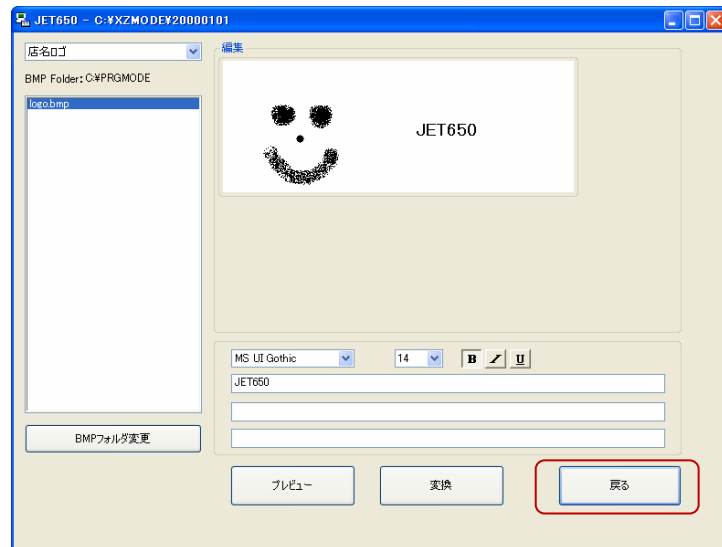 JET650 - C:¥XZMODE¥20000101
店名ロゴ
BMP Folder: C:¥PRGMODE
logo.bmp
BMPフォルダ変更
編集
JET650
MS UI Gothic
14
B I U
JET650
プレビュー
変換
戻る